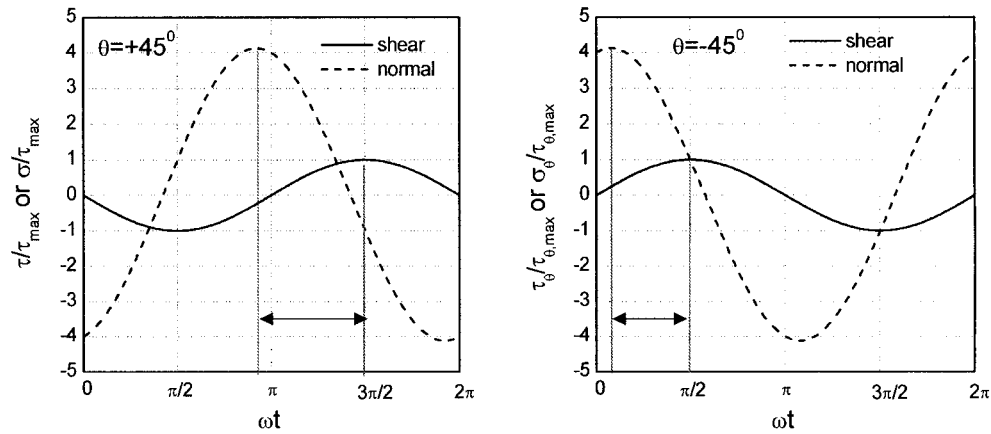 θ=+45⁰
shear
normal
τ/τmax or σ/τmax
5
4
3
2
1
0
-1
-2
-3
-4
-5
0
π/2
π
3π/2
2π
ωt
θ=-45⁰
shear
normal
τθ/τθ,max or σθ/τθ,max
5
4
3
2
1
0
-1
-2
-3
-4
-5
0
π/2
π
3π/2
2π
ωt